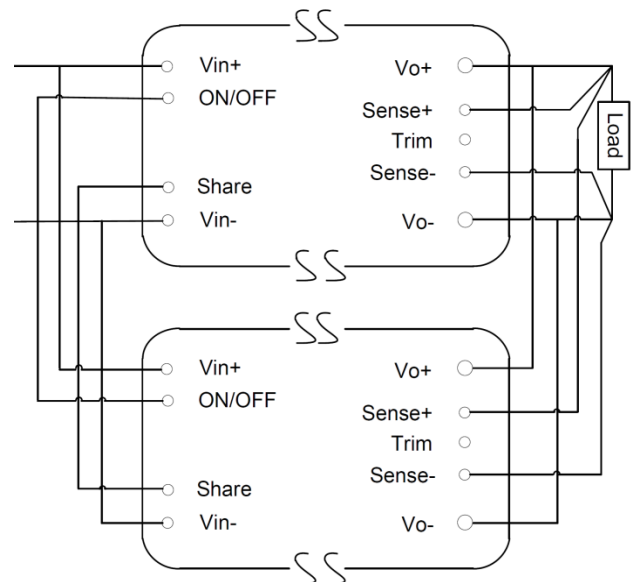 Vin+
ON/OFF
Share
Vin-
Vo+
Sense+
Trim
Sense-
Vo-
Load
Vin+
ON/OFF
Share
Vin-
Vo+
Sense+
Trim
Sense-
Vo-